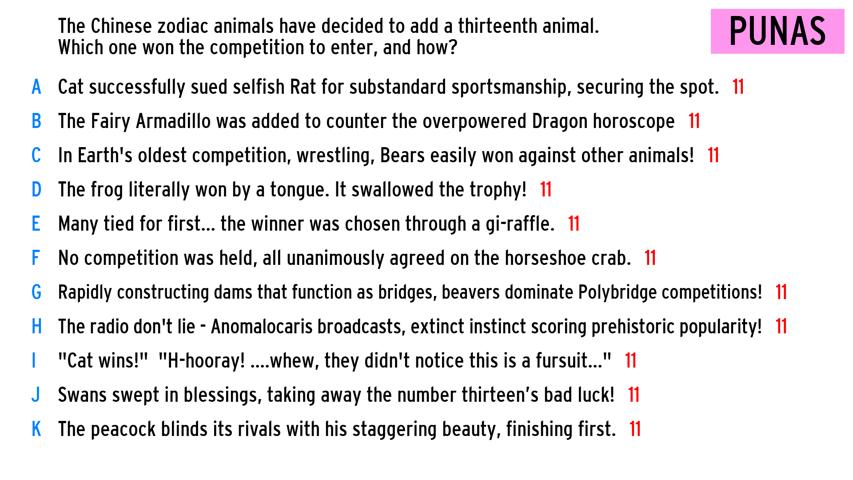 The Chinese zodiac animals have decided to add a thirteenth animal.
Which one won the competition to enter, and how?
PUNAS
A Cat successfully sued selfish Rat for substandard sportsmanship, securing the spot. 11
B The Fairy Armadillo was added to counter the overpowered Dragon horoscope 11
C In Earth's oldest competition, wrestling, Bears easily won against other animals! 11
D The frog literally won by a tongue. It swallowed the trophy! 11
E Many tied for first... the winner was chosen through a gi-raffle. 11
F No competition was held, all unanimously agreed on the horseshoe crab. 11
G Rapidly constructing dams that function as bridges, beavers dominate Polybridge competitions! 11
H The radio don't lie - Anomalocaris broadcasts, extinct instinct scoring prehistoric popularity! 11
I "Cat wins!" "H-hooray! ....whew, they didn't notice this is a fursuit..." 11
J Swans swept in blessings, taking away the number thirteen’s bad luck! 11
K The peacock blinds its rivals with his staggering beauty, finishing first. 11